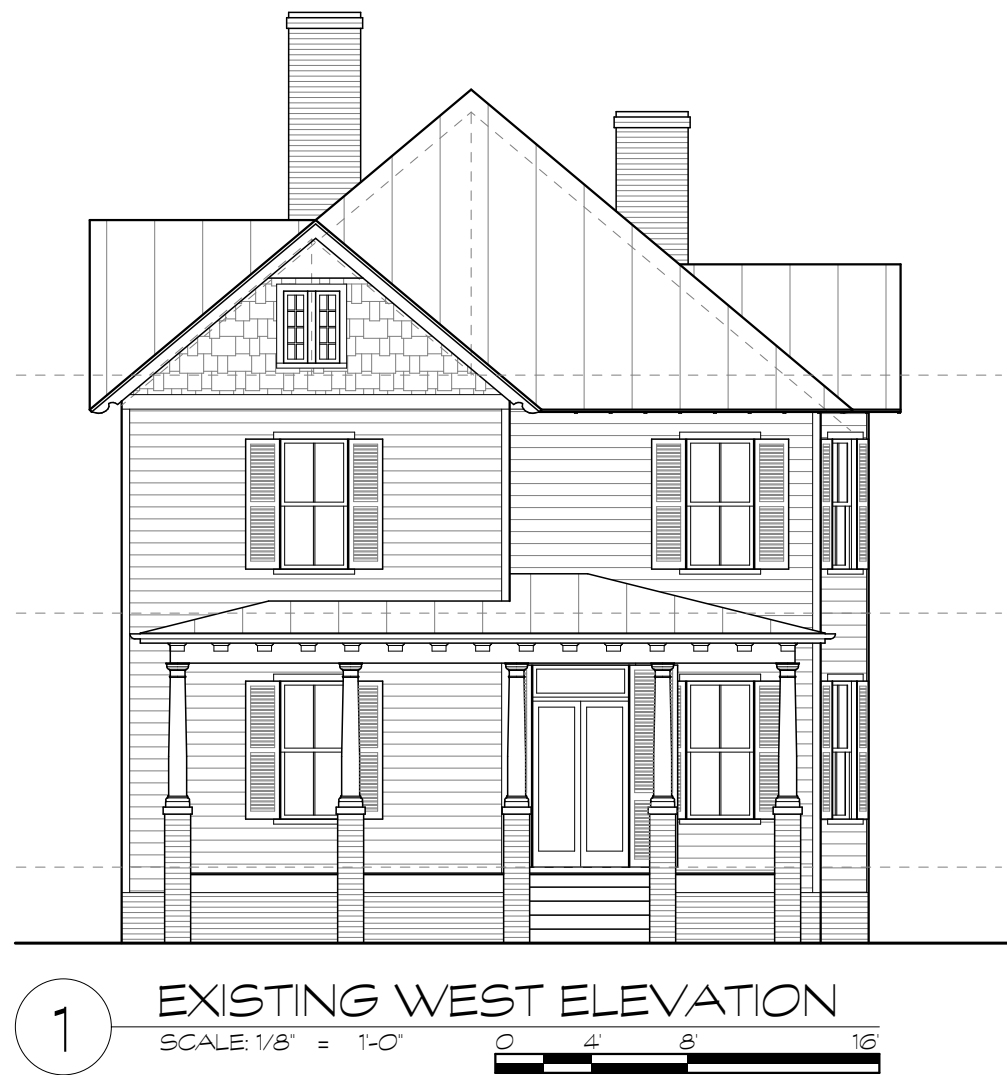 1
EXISTING WEST ELEVATION
SCALE: 1/8" = 1'-0"
0 4' 8' 16'